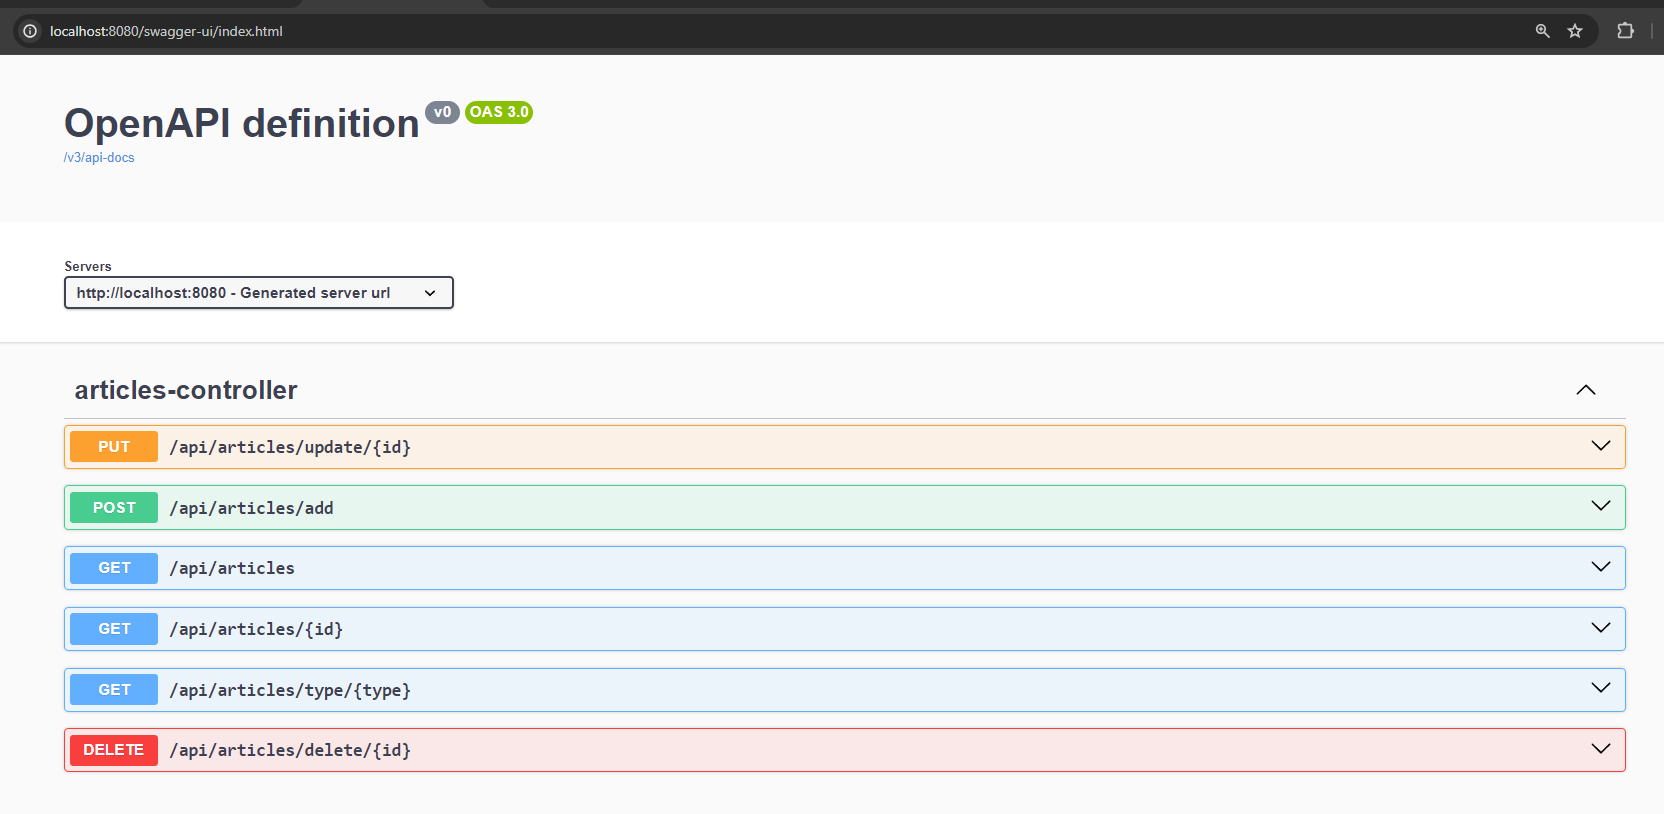 localhost:8080/swagger-ui/index.html
OpenAPI definition v0 OAS 3.0
/v3/api-docs
Servers
http://localhost:8080 - Generated server url
articles-controller
PUT /api/articles/update/{id}
POST /api/articles/add
GET /api/articles
GET /api/articles/{id}
GET /api/articles/type/{type}
DELETE /api/articles/delete/{id}